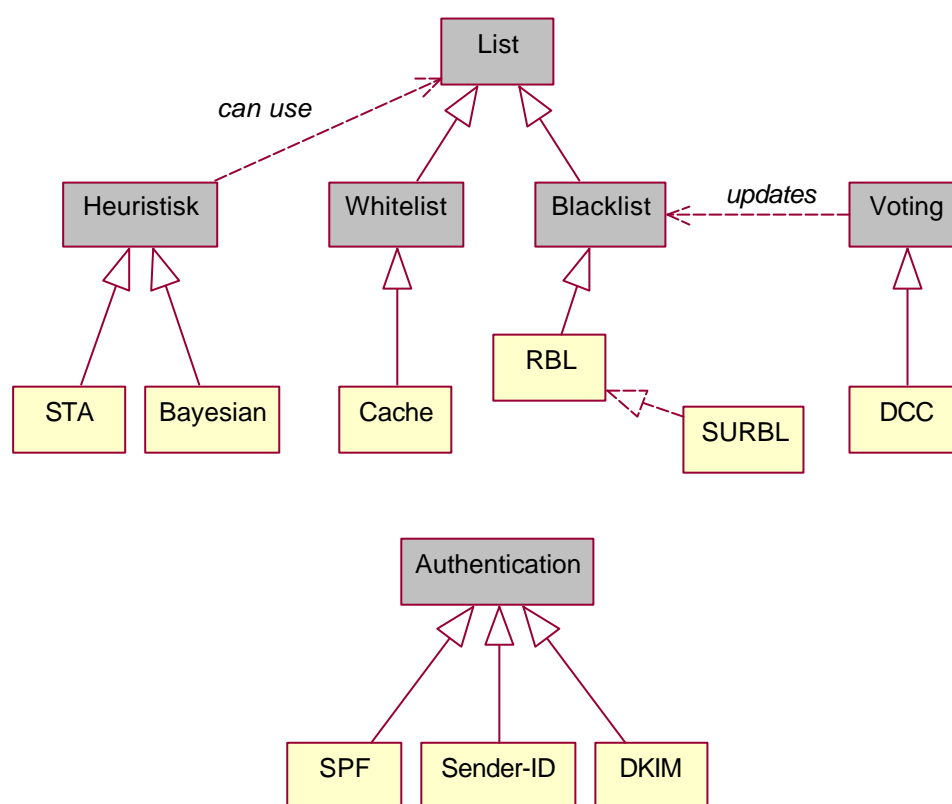 List
can use
Heuristisk
Whitelist
Blacklist
updates
Voting
RBL
STA
Bayesian
Cache
SURBL
DCC
Authentication
SPF
Sender-ID
DKIM